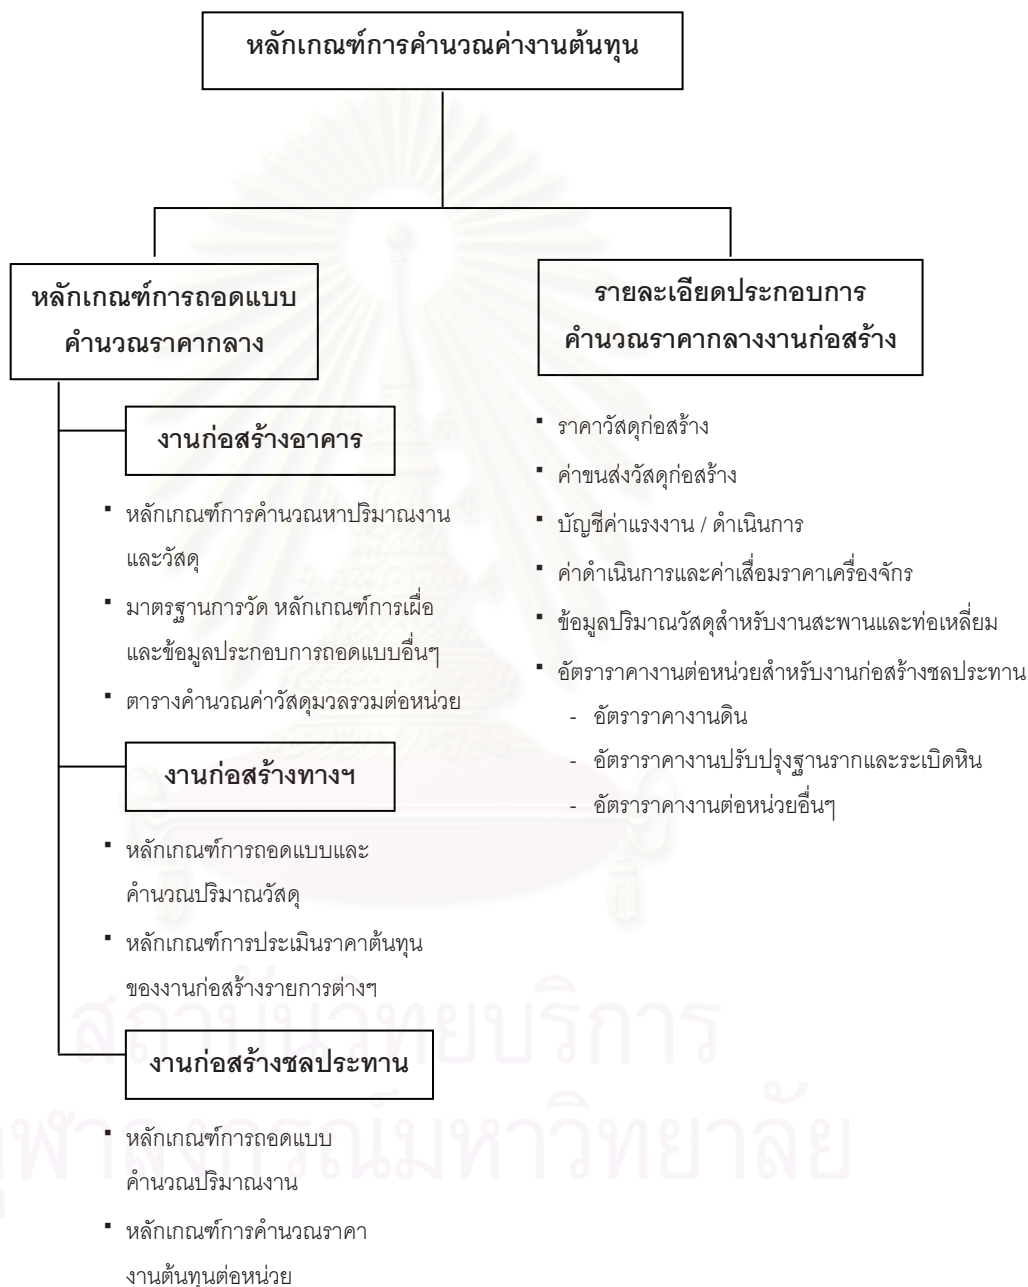 หลักเกณฑ์การคำนวณค่างานต้นทุน
หลักเกณฑ์การถอดแบบ
คำนวณราคากลาง
งานก่อสร้างอาคาร
▪ หลักเกณฑ์การคำนวณหาปริมาณงาน
และวัสดุ
▪ มาตรฐานการวัด หลักเกณฑ์การเผื่อ
และข้อมูลประกอบการถอดแบบอื่นๆ
▪ ตารางคำนวณค่าวัสดุมวลรวมต่อหน่วย
งานก่อสร้างทางฯ
▪ หลักเกณฑ์การถอดแบบและ
คำนวณปริมาณวัสดุ
▪ หลักเกณฑ์การประเมินราคาต้นทุน
ของงานก่อสร้างรายการต่างๆ
งานก่อสร้างชลประทาน
▪ หลักเกณฑ์การถอดแบบ
คำนวณปริมาณงาน
▪ หลักเกณฑ์การคำนวณราคา
งานต้นทุนต่อหน่วย
รายละเอียดประกอบการ
คำนวณราคากลางงานก่อสร้าง
▪ ราคาวัสดุก่อสร้าง
▪ ค่าขนส่งวัสดุก่อสร้าง
▪ บัญชีค่าแรงงาน / ดำเนินการ
▪ ค่าดำเนินการและค่าเสื่อมราคาเครื่องจักร
▪ ข้อมูลปริมาณวัสดุสำหรับงานสะพานและท่อเหลี่ยม
▪ อัตราราคางานต่อหน่วยสำหรับงานก่อสร้างชลประทาน
- อัตราราคางานดิน
- อัตราราคางานปรับปรุงฐานรากและระเบิดหิน
- อัตราราคางานต่อหน่วยอื่นๆ
สถาบันวิทยบริการ
จุฬาลงกรณ์มหาวิทยาลัย